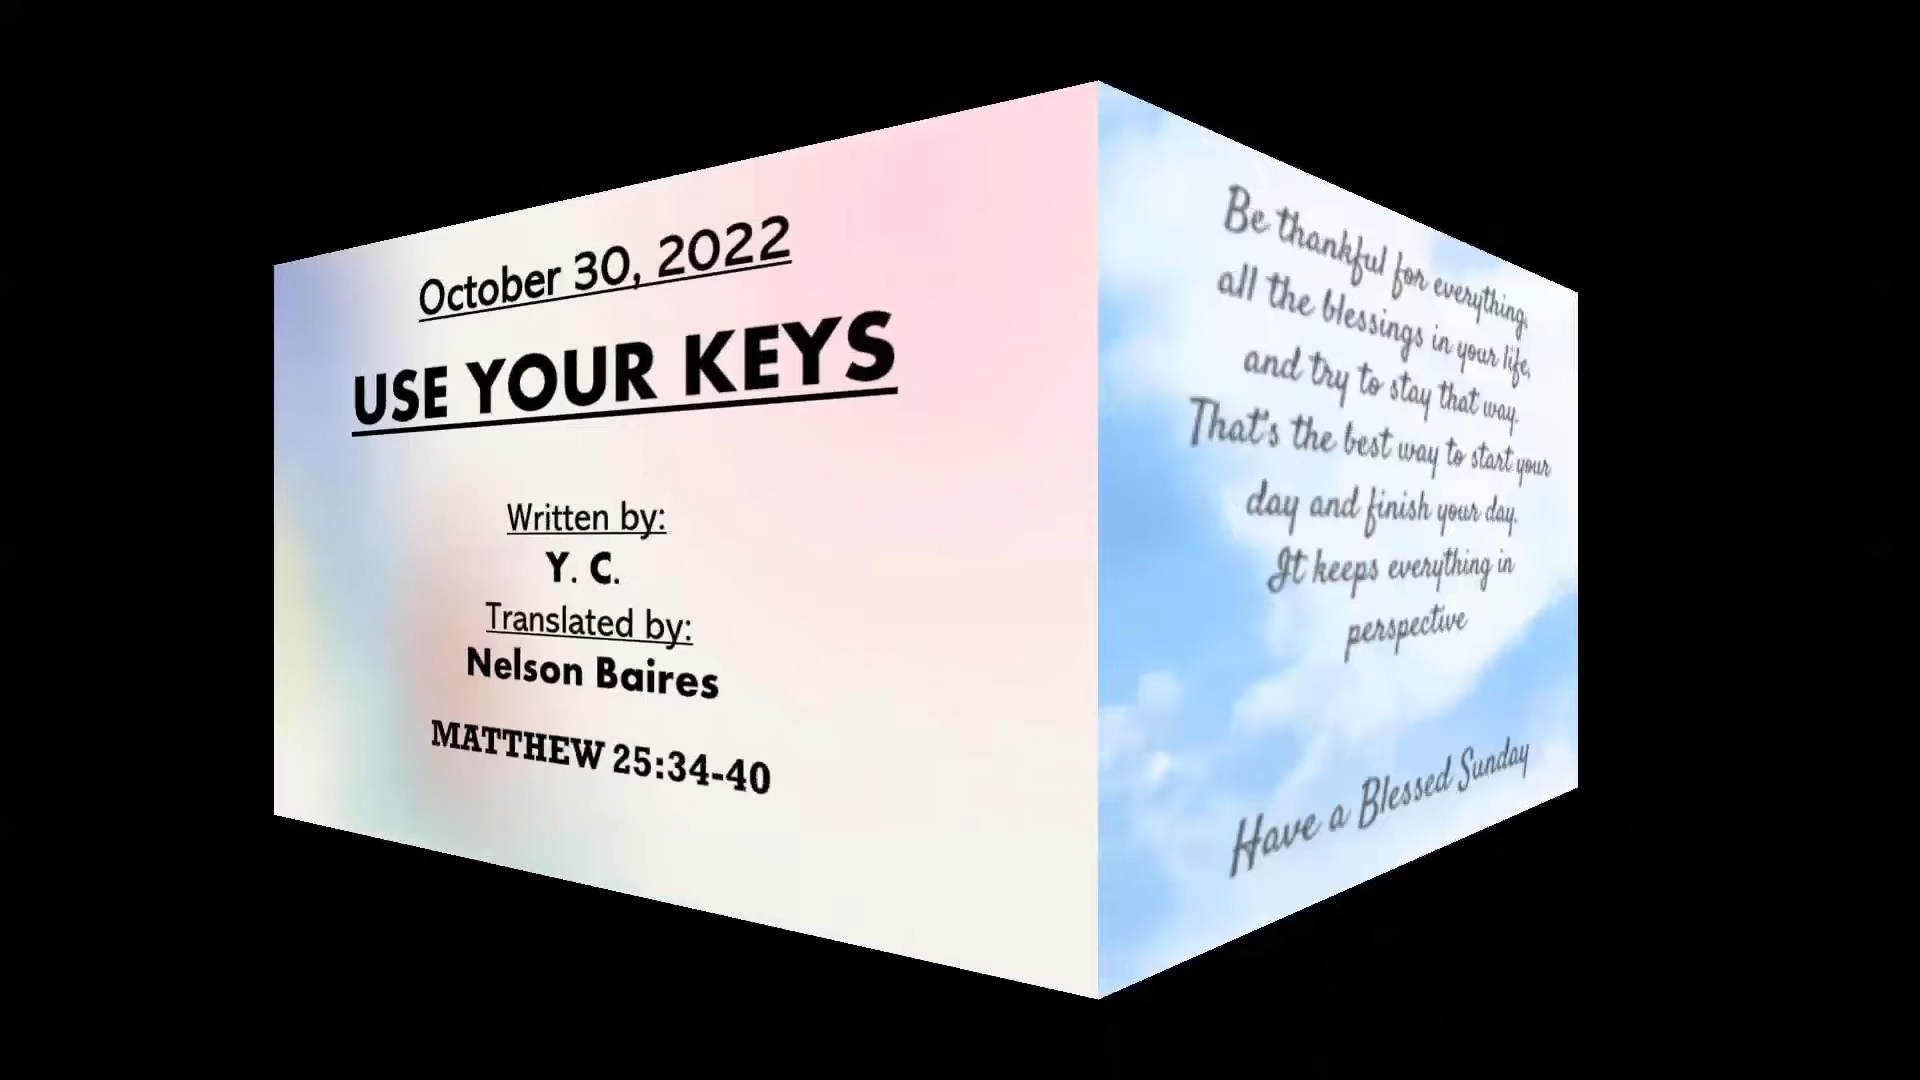 October 30, 2022
USE YOUR KEYS
Written by:
Y. C.
Translated by:
Nelson Baires
MATTHEW 25:34-40
Be thankful for everything,
all the blessings in your life,
and try to stay that way.
That's the best way to start your
day and finish your day.
It keeps everything in
perspective
Have a Blessed Sunday